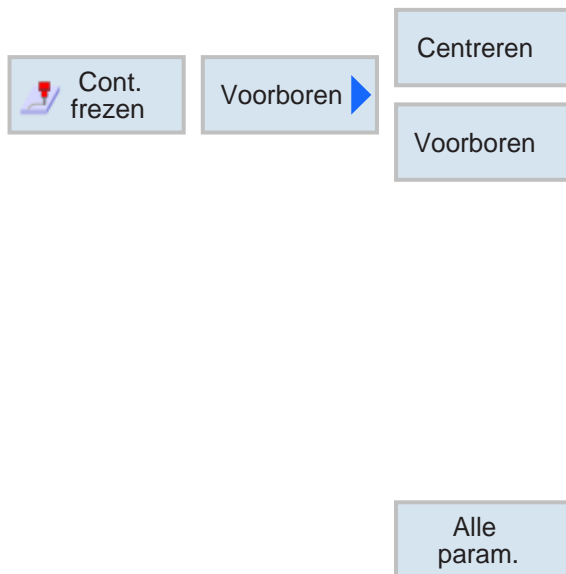 Centreren
Cont.
frezen
Voorboren
Voorboren
Alle
param.